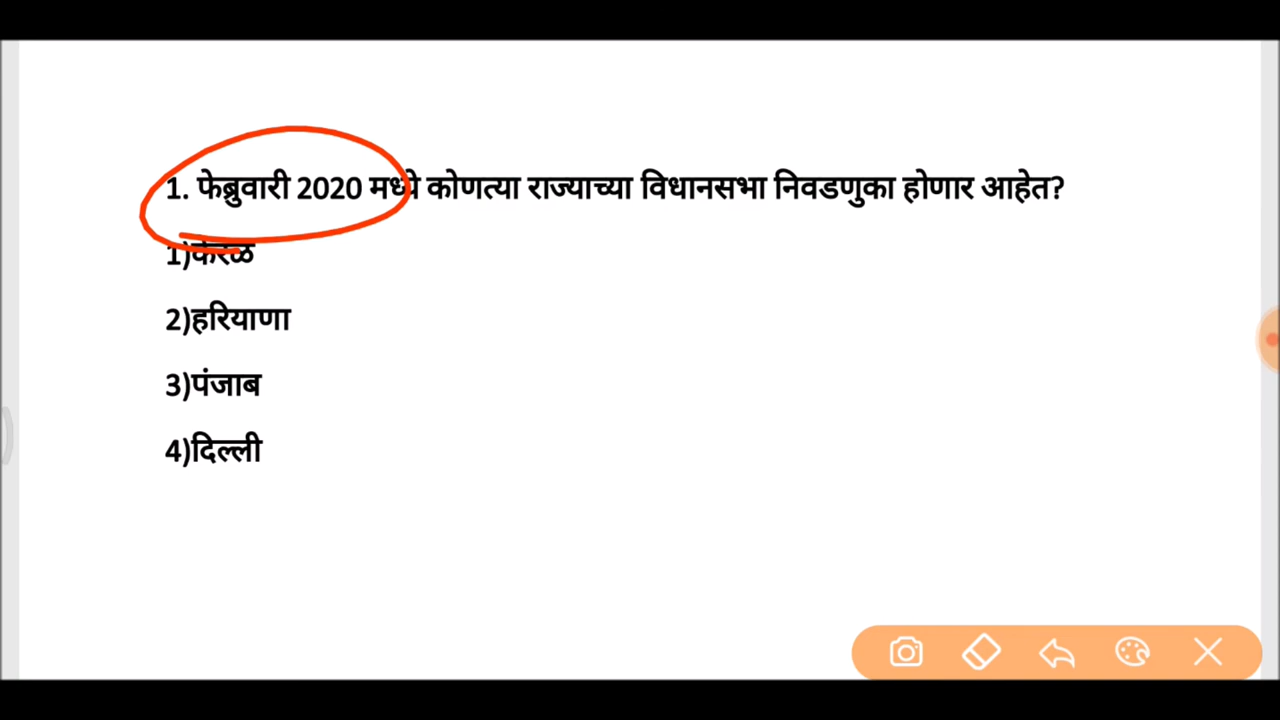 1. फेब्रुवारी 2020 मध्ये कोणत्या राज्याच्या विधानसभा निवडणुका होणार आहेत?
1)केरळ
2)हरियाणा
3)पंजाब
4)दिल्ली